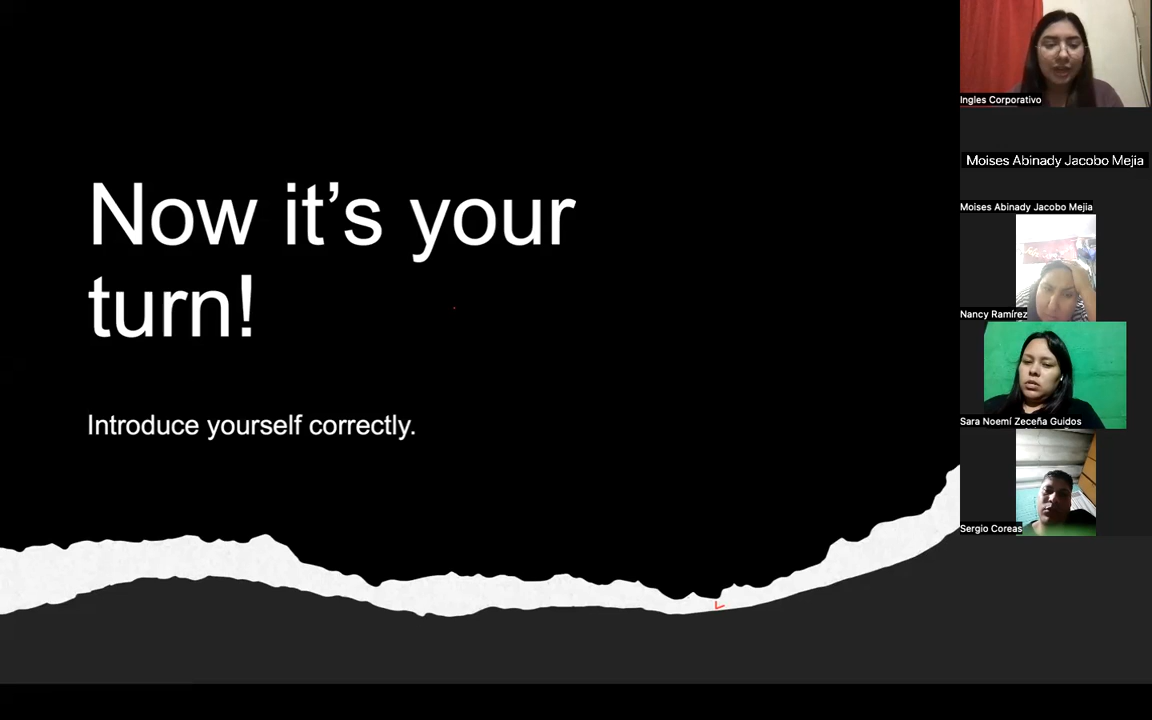 Now it's your
turn!
Introduce yourself correctly.
Ingles Corporativo
Moises Abinady Jacobo Mejia
Moises Abinady Jacobo Mejia
Nancy Ramírez
Sara Noemí Zeceña Guidos
Sergio Coreas